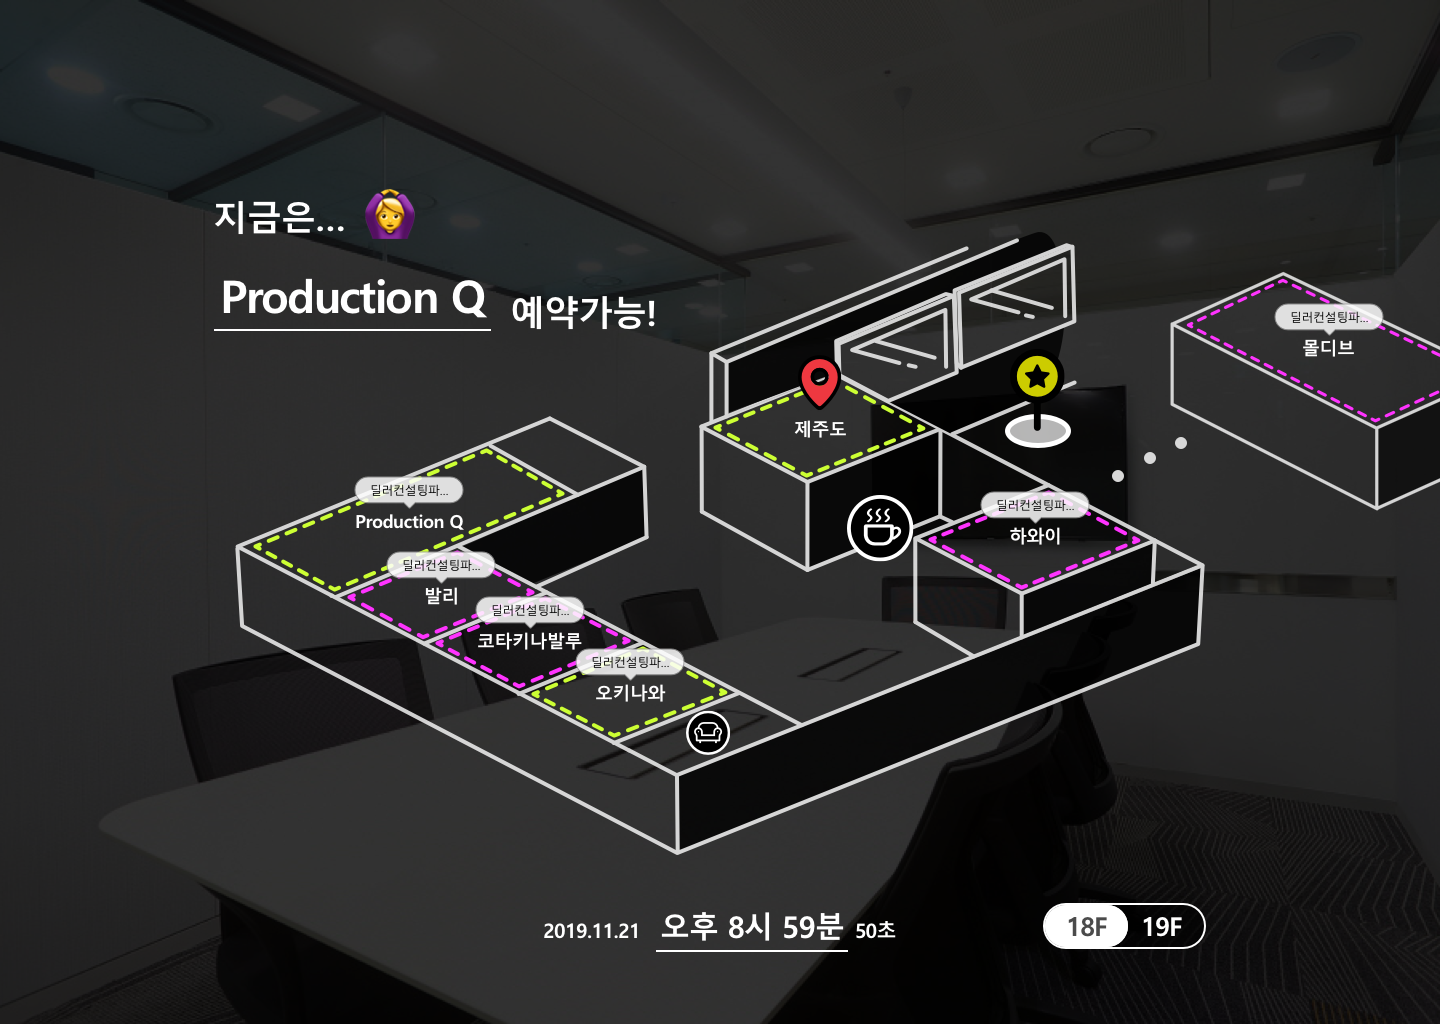 지금은...
Production Q 예약가능!
딜러컨설팅파...
몰디브
제주도
딜러컨설팅파...
Production Q
딜러컨설팅파...
하와이
딜러컨설팅파...
발리
딜러컨설팅파...
코타키나발루
딜러컨설팅파...
오키나와
2019.11.21 오후 8시 59분 50초
18F 19F